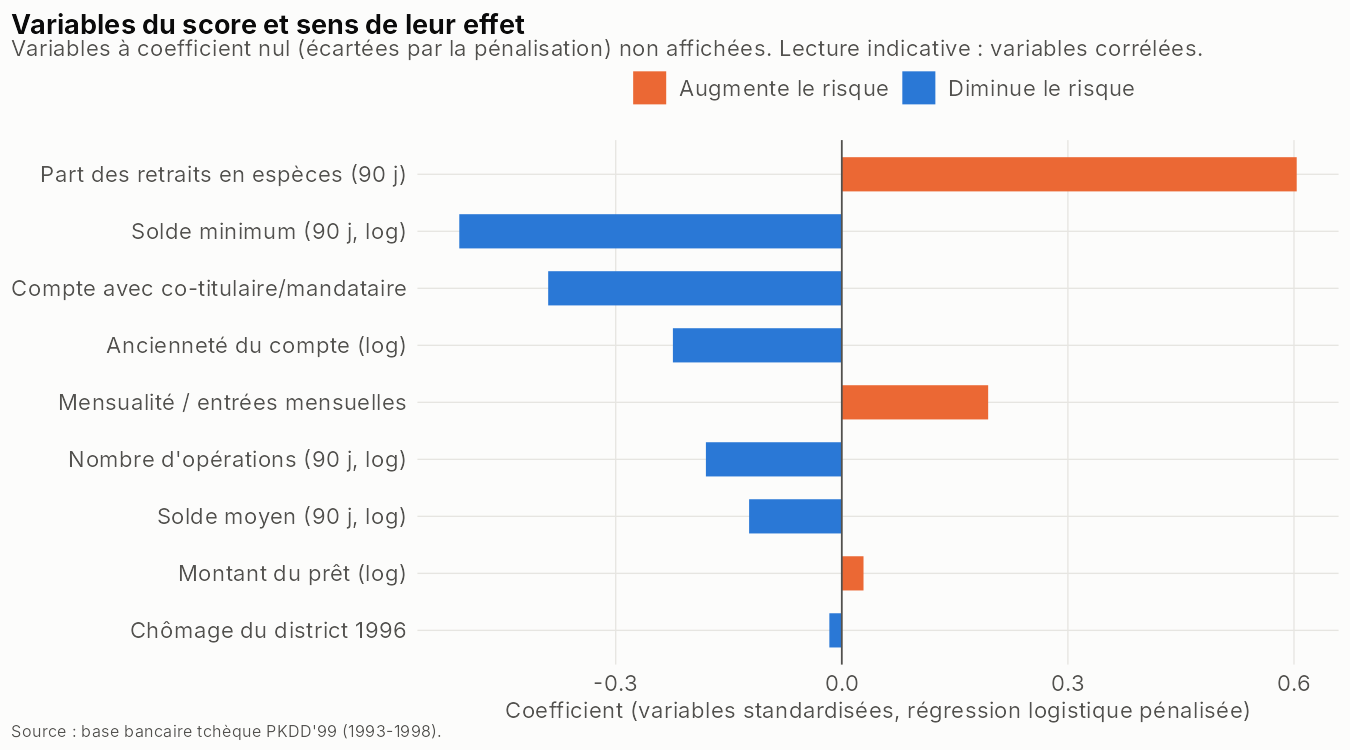 Variables du score et sens de leur effet
Variables à coefficient nul (écartées par la pénalisation) non affichées. Lecture indicative : variables corrélées.
Augmente le risque
Diminue le risque
Part des retraits en espèces (90 j)
Solde minimum (90 j, log)
Compte avec co-titulaire/mandataire
Ancienneté du compte (log)
Mensualité / entrées mensuelles
Nombre d'opérations (90 j, log)
Solde moyen (90 j, log)
Montant du prêt (log)
Chômage du district 1996
-0.3 0.0 0.3 0.6
Coefficient (variables standardisées, régression logistique pénalisée)
Source : base bancaire tchèque PKDD'99 (1993-1998).